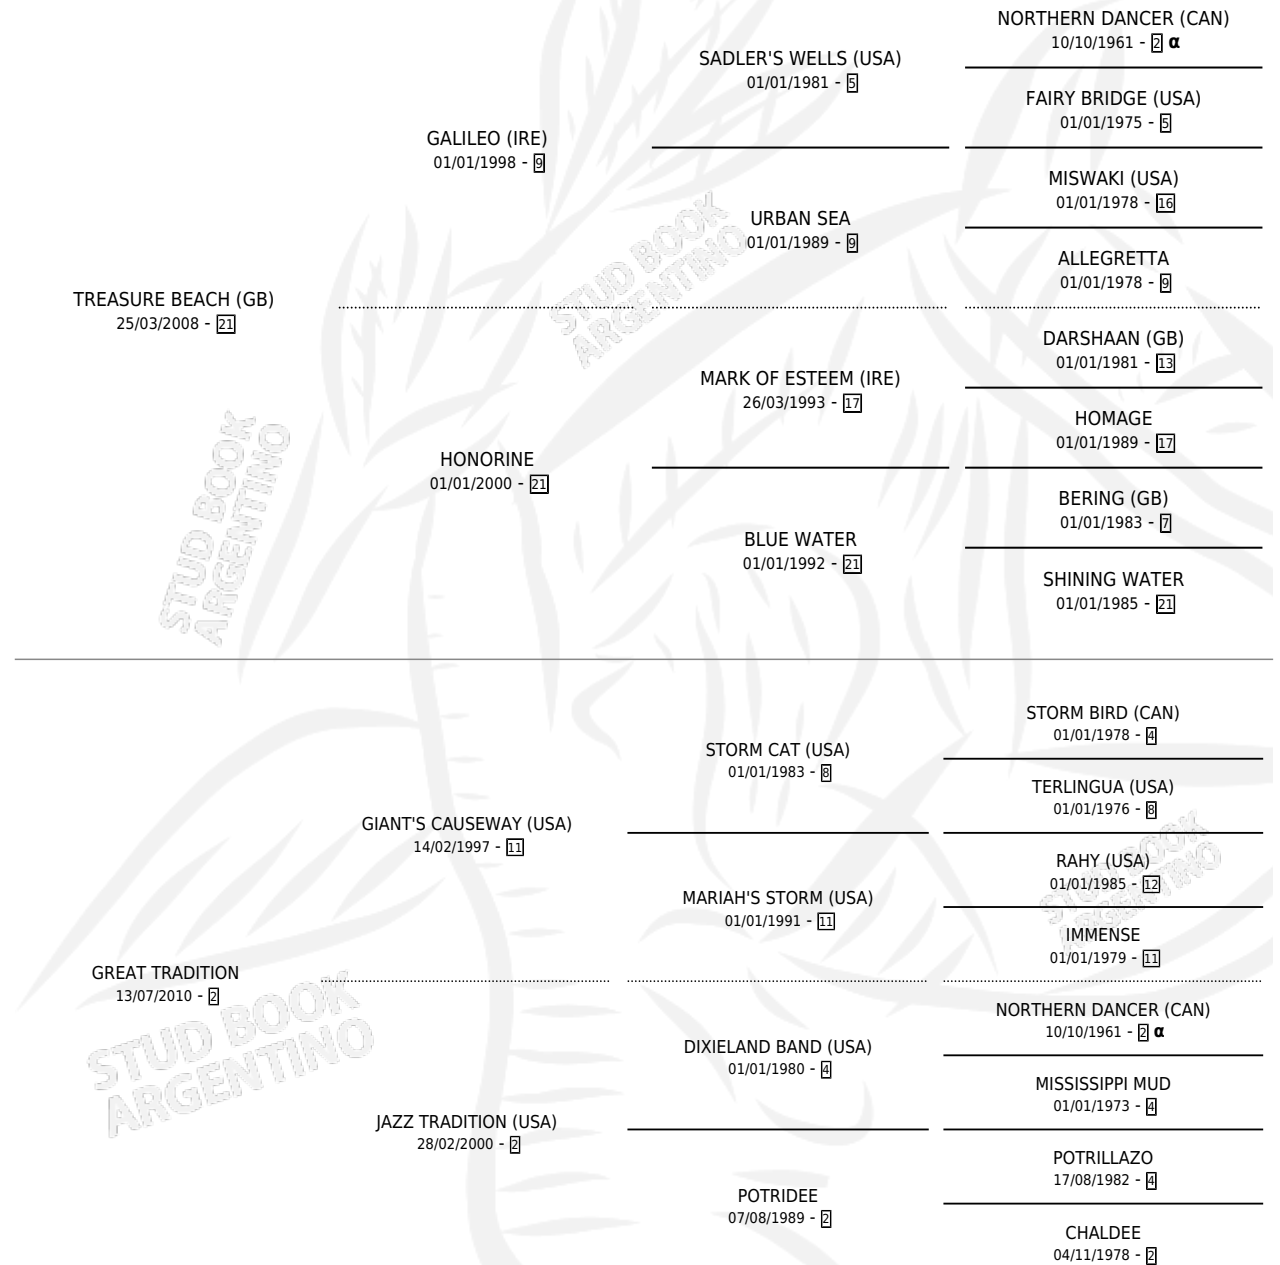 NORTHERN DANCER (CAN)
10/10/1961 - 2 α
SADLER'S WELLS (USA)
01/01/1981 - 5
FAIRY BRIDGE (USA)
01/01/1975 - 5
GALILEO (IRE)
01/01/1998 - 9
MISWAKI (USA)
01/01/1978 - 16
URBAN SEA
01/01/1989 - 9
ALLEGRETTA
01/01/1978 - 9
TREASURE BEACH (GB)
25/03/2008 - 21
STUD BOOK
ARGENTINO
DARSHAAN (GB)
01/01/1981 - 13
MARK OF ESTEEM (IRE)
26/03/1993 - 17
HOMAGE
01/01/1989 - 17
HONORINE
01/01/2000 - 21
BERING (GB)
01/01/1983 - 7
BLUE WATER
01/01/1992 - 21
SHINING WATER
01/01/1985 - 21
STUD BOOK
ARGENTINO
STORM BIRD (CAN)
01/01/1978 - 4
STORM CAT (USA)
01/01/1983 - 8
TERLINGUA (USA)
01/01/1976 - 8
GIANT'S CAUSEWAY (USA)
14/02/1997 - 11
RAHY (USA)
01/01/1985 - 12
STUD BOOK
ARGENTINO
MARIAH'S STORM (USA)
01/01/1991 - 11
IMMENSE
01/01/1979 - 11
GREAT TRADITION
13/07/2010 - 2
STUD BOOK
ARGENTINO
NORTHERN DANCER (CAN)
10/10/1961 - 2 α
DIXIELAND BAND (USA)
01/01/1980 - 4
MISSISSIPPI MUD
01/01/1973 - 4
JAZZ TRADITION (USA)
28/02/2000 - 2
POTRILLAZO
17/08/1982 - 4
POTRIDEE
07/08/1989 - 2
CHALDEE
04/11/1978 - 2